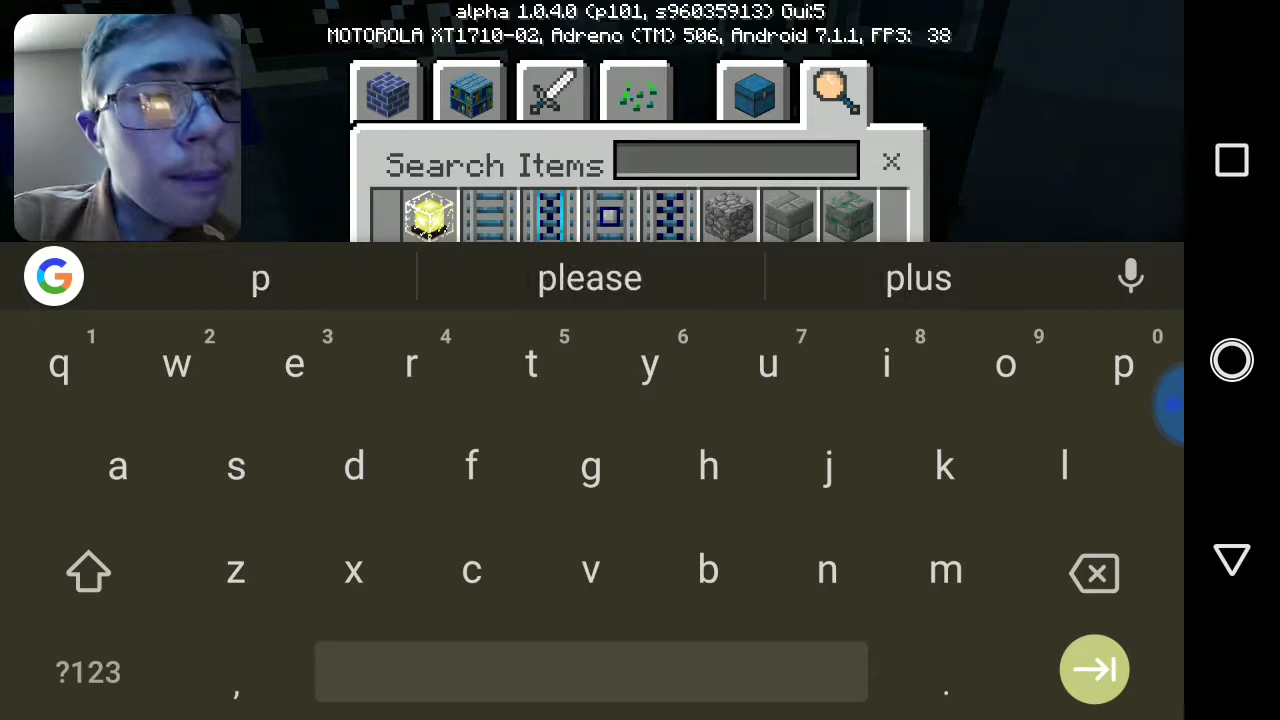 alpha 1.0.4.0 (p101, s96035913) Gui:5
MOTOROLA XT1710-02, Adreno (TM) 506, Android 7.1.1, FPS: 38
Search Items
p please plus
1 2 3 4 5 6 7 8 9 0
q w e r t y u i o p
a s d f g h j k l
z x c v b n m
?123 , .